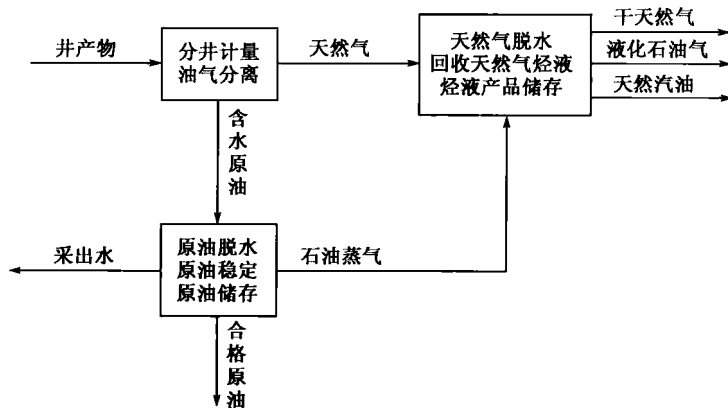 井产物
分井计量
油气分离
天然气
天然气脱水
回收天然气烃液
烃液产品储存
干天然气
液化石油气
天然汽油
含水原油
采出水
原油脱水
原油稳定
原油储存
石油蒸气
合格原油